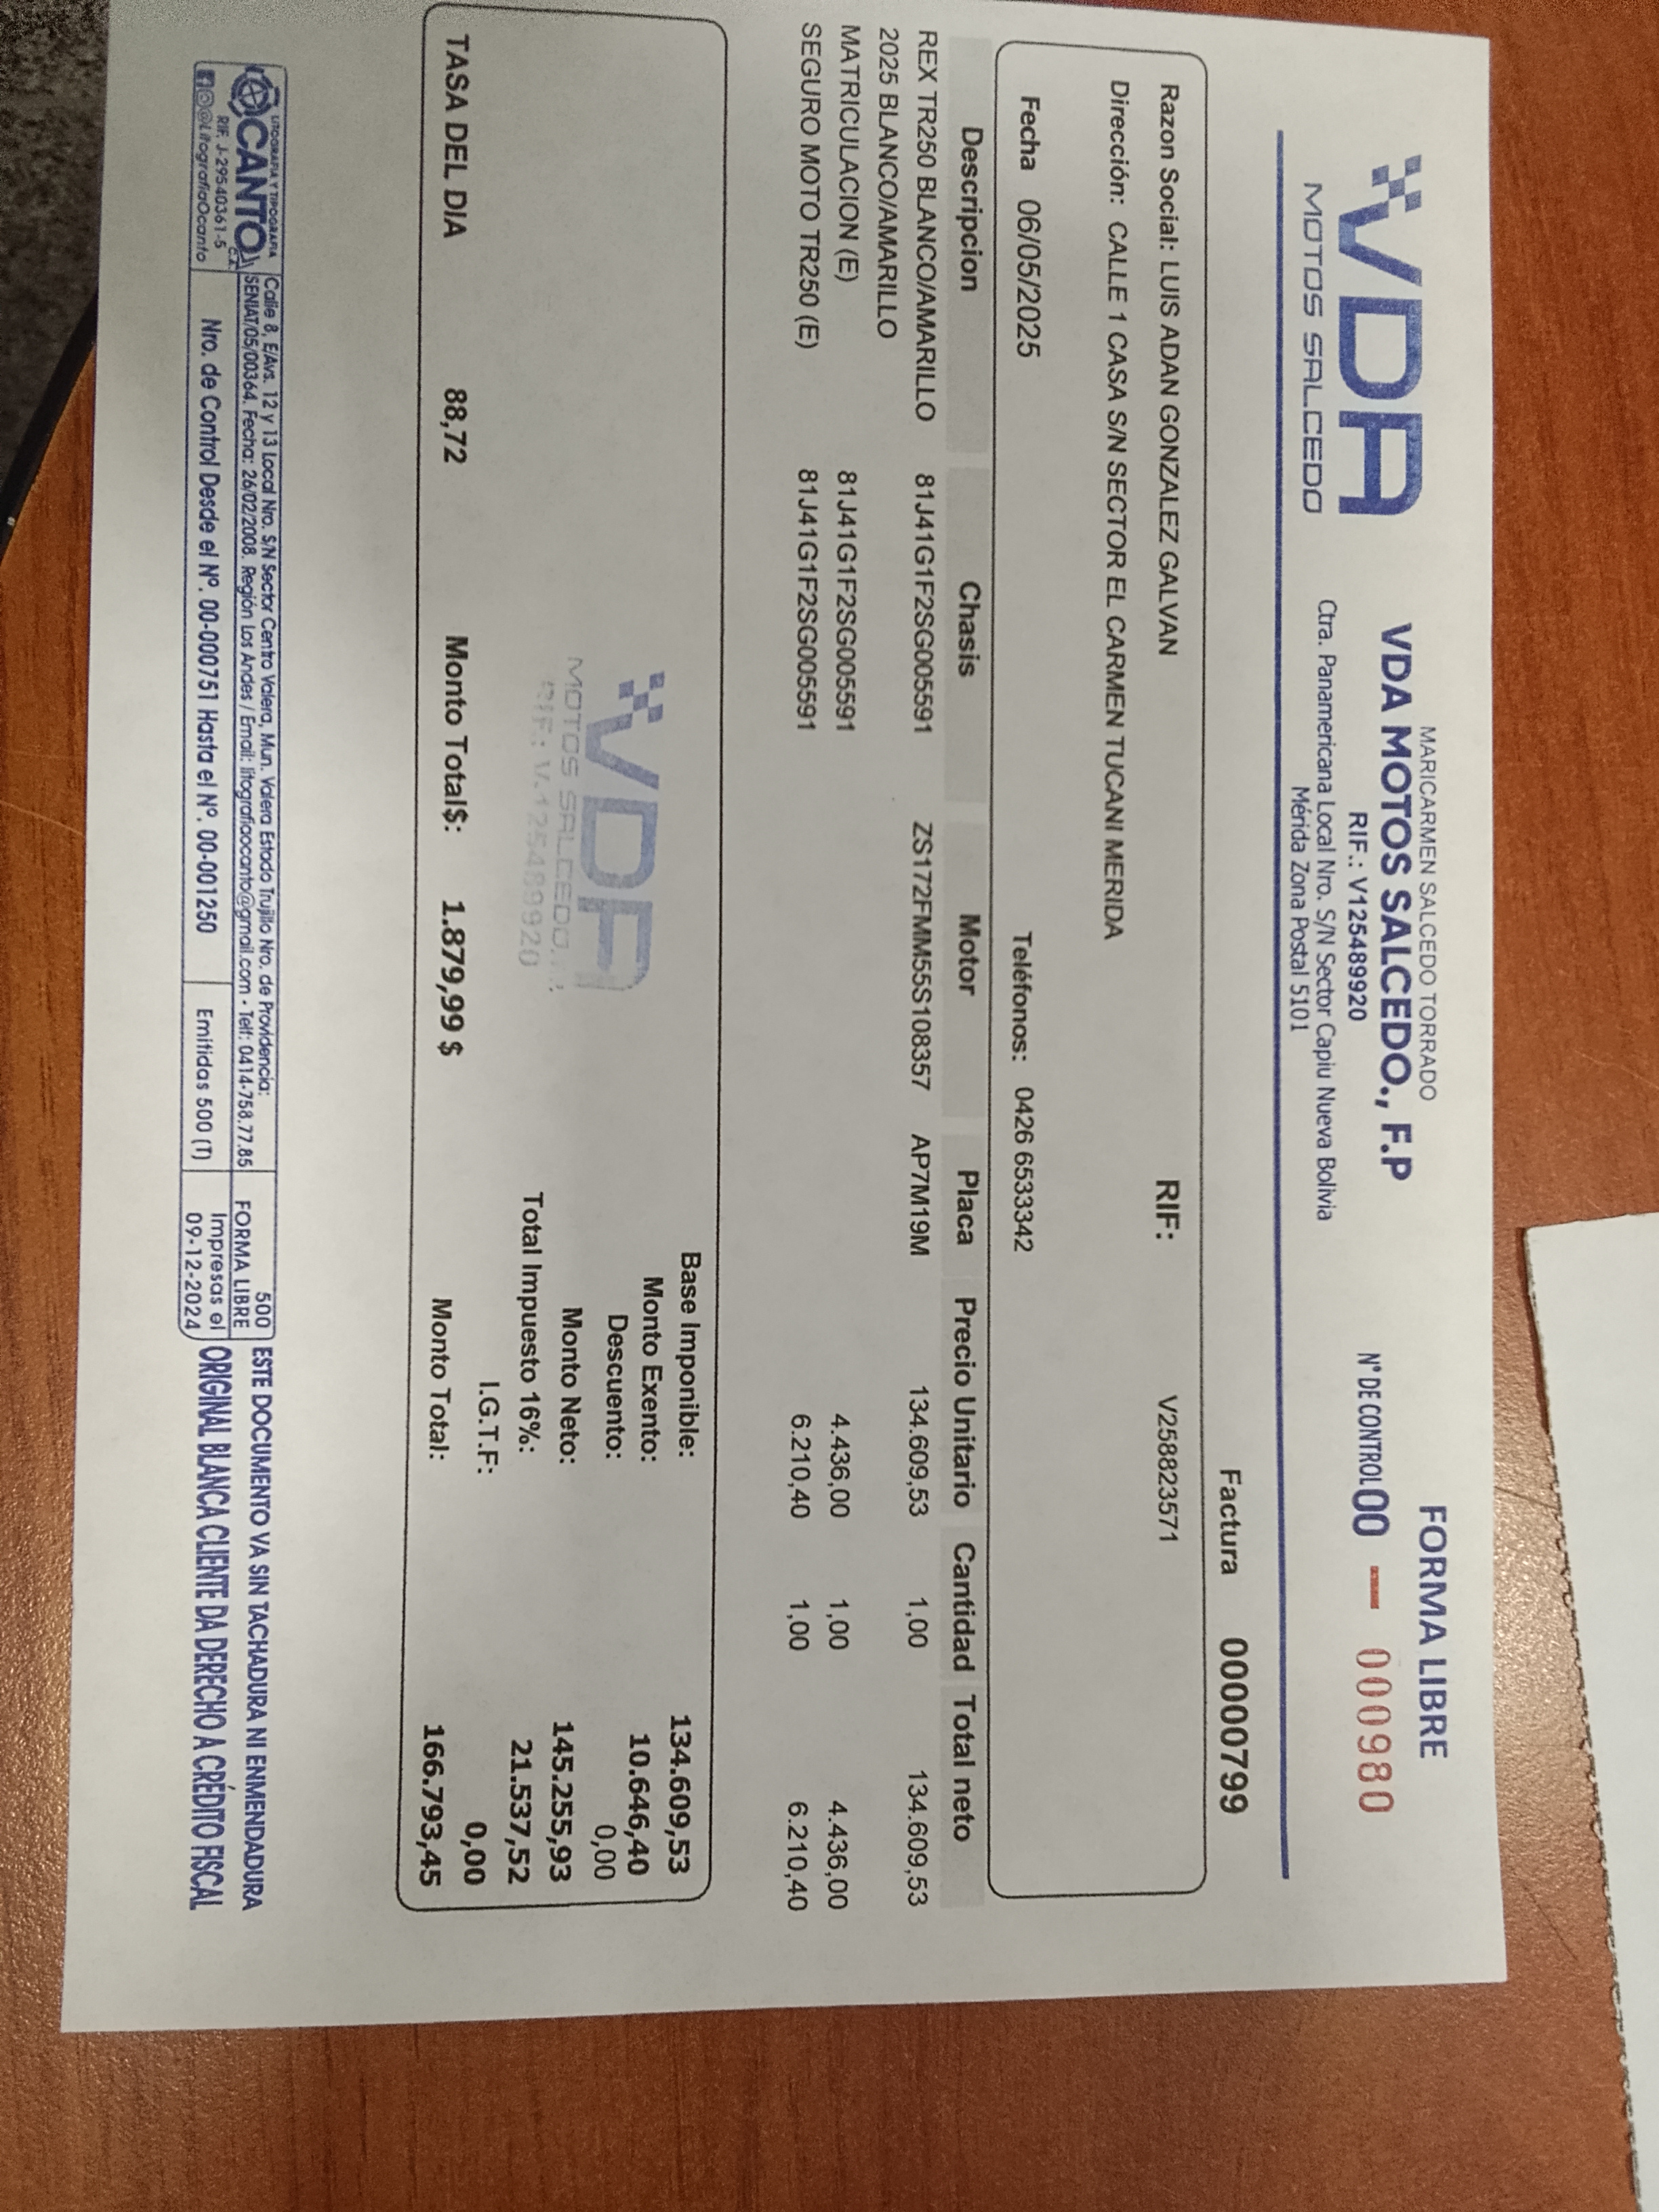 VDA
MOTOS SALCEDO
MARICARMEN SALCEDO TORRADO
VDA MOTOS SALCEDO., F.P
RIF.: V125489920
Ctra. Panamericana Local Nro. S/N Sector Capiu Nueva Bolivia
Mérida Zona Postal 5101
FORMA LIBRE
N° DE CONTROL 00 — 000980
Factura 00000799
Razon Social: LUIS ADAN GONZALEZ GALVAN RIF: V258823571
Dirección: CALLE 1 CASA S/N SECTOR EL CARMEN TUCANI MERIDA
Fecha 06/05/2025 Teléfonos: 0426 6533342
Descripcion Chasis Motor Placa Precio Unitario Cantidad Total neto
REX TR250 BLANCO/AMARILLO 81J41G1F2SG005591 ZS172FMM55S108357 AP7M19M 134.609,53 1,00 134.609,53
2025 BLANCO/AMARILLO
MATRICULACION (E) 81J41G1F2SG005591 4.436,00 1,00 4.436,00
SEGURO MOTO TR250 (E) 81J41G1F2SG005591 6.210,40 1,00 6.210,40
Base Imponible: 134.609,53
Monto Exento: 10.646,40
Descuento: 0,00
Monto Neto: 145.255,93
Total Impuesto 16%: 21.537,52
I.G.T.F: 0,00
VDA
MOTOS SALCEDO
RIF.: V.125489920
TASA DEL DIA 88,72 Monto Total$: 1.879,99 $ Monto Total: 166.793,45
LITOGRAFIA Y TIPOGRAFIA
OCANTO C.A.
RIF. J-29540361-5
@LitografiaOcanto
Calle 8, E/Avs. 12 y 13 Local Nro. S/N Sector Centro Valera, Mun. Valera Estado Trujillo Nro. de Providencia:
SENIAT/05/00364. Fecha: 26/02/2008. Región Los Andes / Email: litografiaocanto@gmail.com - Telf: 0414-758.77.85
Nro. de Control Desde el Nº. 00-000751 Hasta el Nº. 00-001250
Emitidas 500 (T)
500
FORMA LIBRE
Impresas el
09-12-2024
ESTE DOCUMENTO VA SIN TACHADURA NI ENMENDADURA
ORIGINAL BLANCA CLIENTE DA DERECHO A CRÉDITO FISCAL